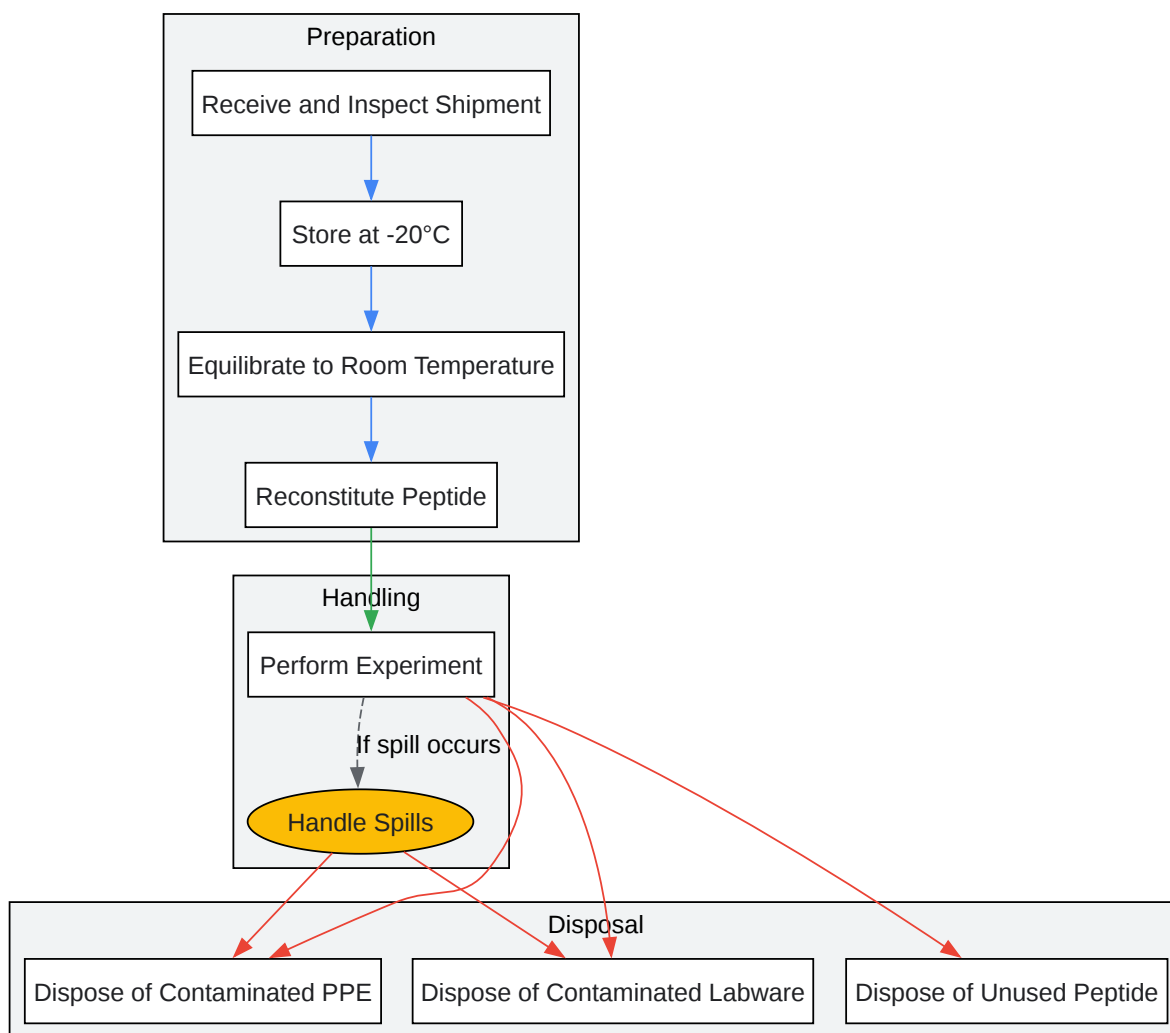 Preparation
Receive and Inspect Shipment
Store at -20°C
Equilibrate to Room Temperature
Reconstitute Peptide
Handling
Perform Experiment
If spill occurs
Handle Spills
Disposal
Dispose of Contaminated PPE
Dispose of Contaminated Labware
Dispose of Unused Peptide